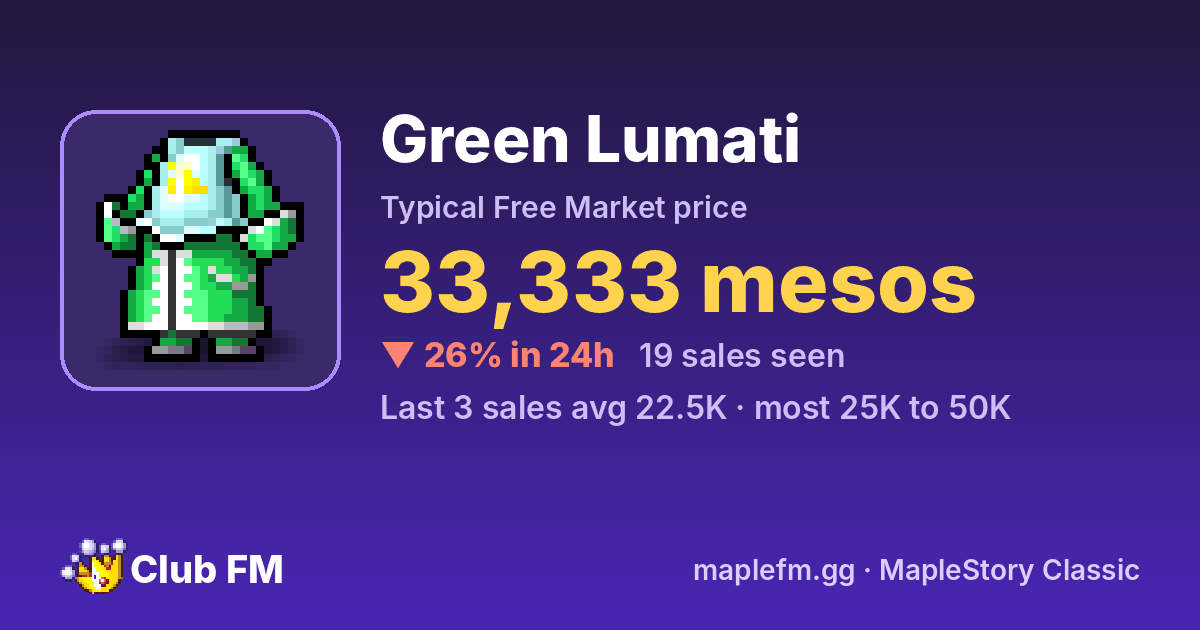 Green Lumati
Typical Free Market price
33,333 mesos
▼ 26% in 24h 19 sales seen
Last 3 sales avg 22.5K · most 25K to 50K
Club FM
maplefm.gg · MapleStory Classic